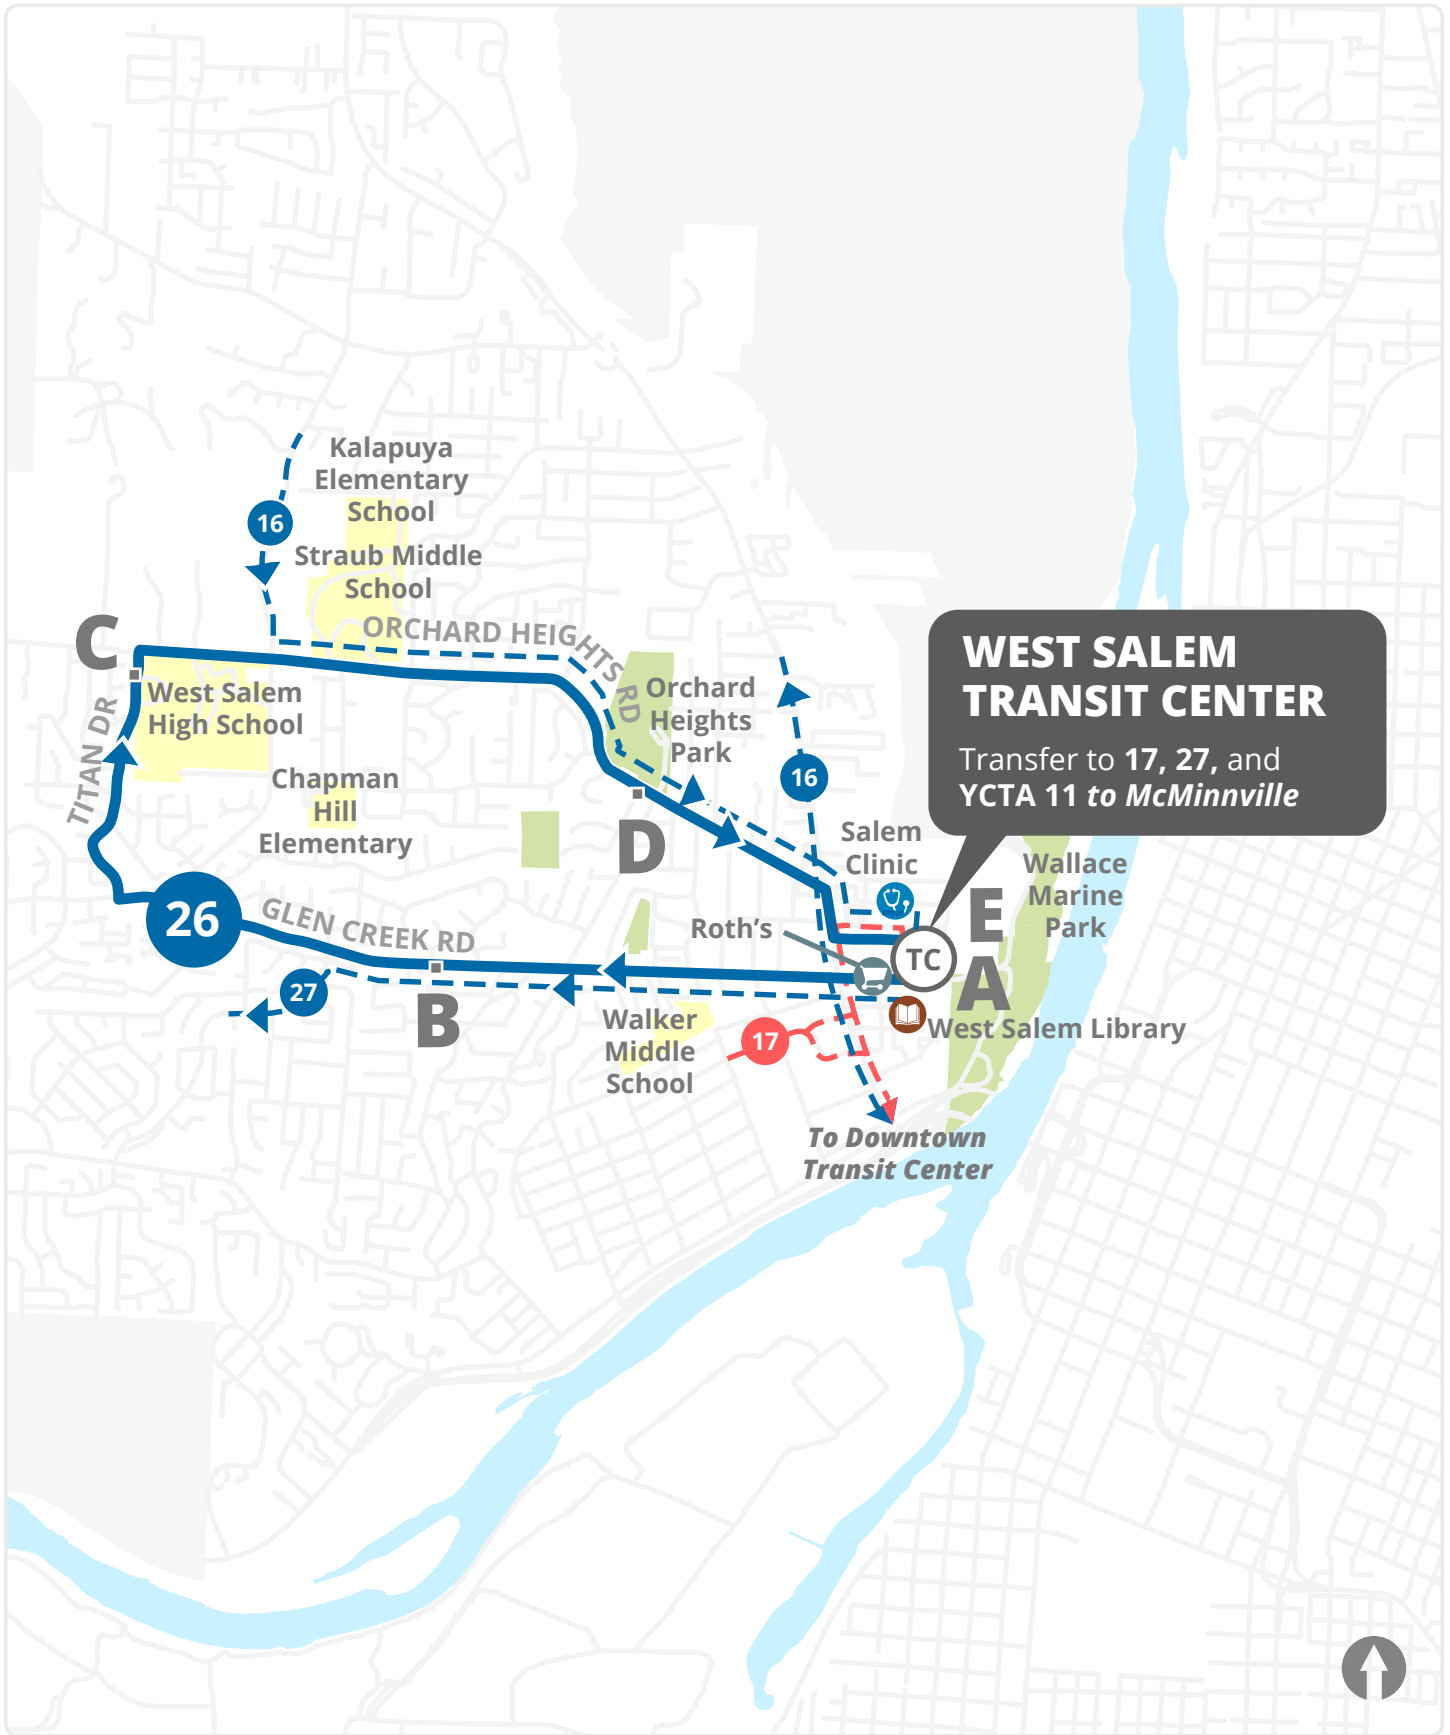 Kalapuya
Elementary
School
16
Straub Middle
School
ORCHARD HEIGHTS RD
C
West Salem
High School
TITAN DR
Orchard
Heights
Park
WEST SALEM
TRANSIT CENTER
Transfer to 17, 27, and
YCTA 11 to McMinnville
16
Chapman
Hill
Elementary
D
Salem
Clinic
Wallace
Marine
Park
E
26
GLEN CREEK RD
Roth's
TC
A
27
B
Walker
Middle
School
17
West Salem Library
To Downtown
Transit Center